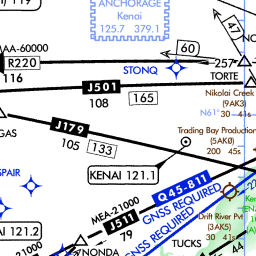 ANCHORAGE
Kenai
125.7 379.1
47
AA-60000
60
R220
116
STONQ
257
TORTE
J501
108
165
Nikolai Creek
(9AK3)
N61°
30 41s
J179
105
133
GAS
Trading Bay Production
(5AK0)
200 45s
KENAI 121.1
SPAIR
Q45-811
GNSS REQUIRED
GNSS REQUIRED
MEA-21000
J511
79
AI 121.2
21000
44
NONDA
TUCKS
Drift River Pvt
(3AK5)
30 41s